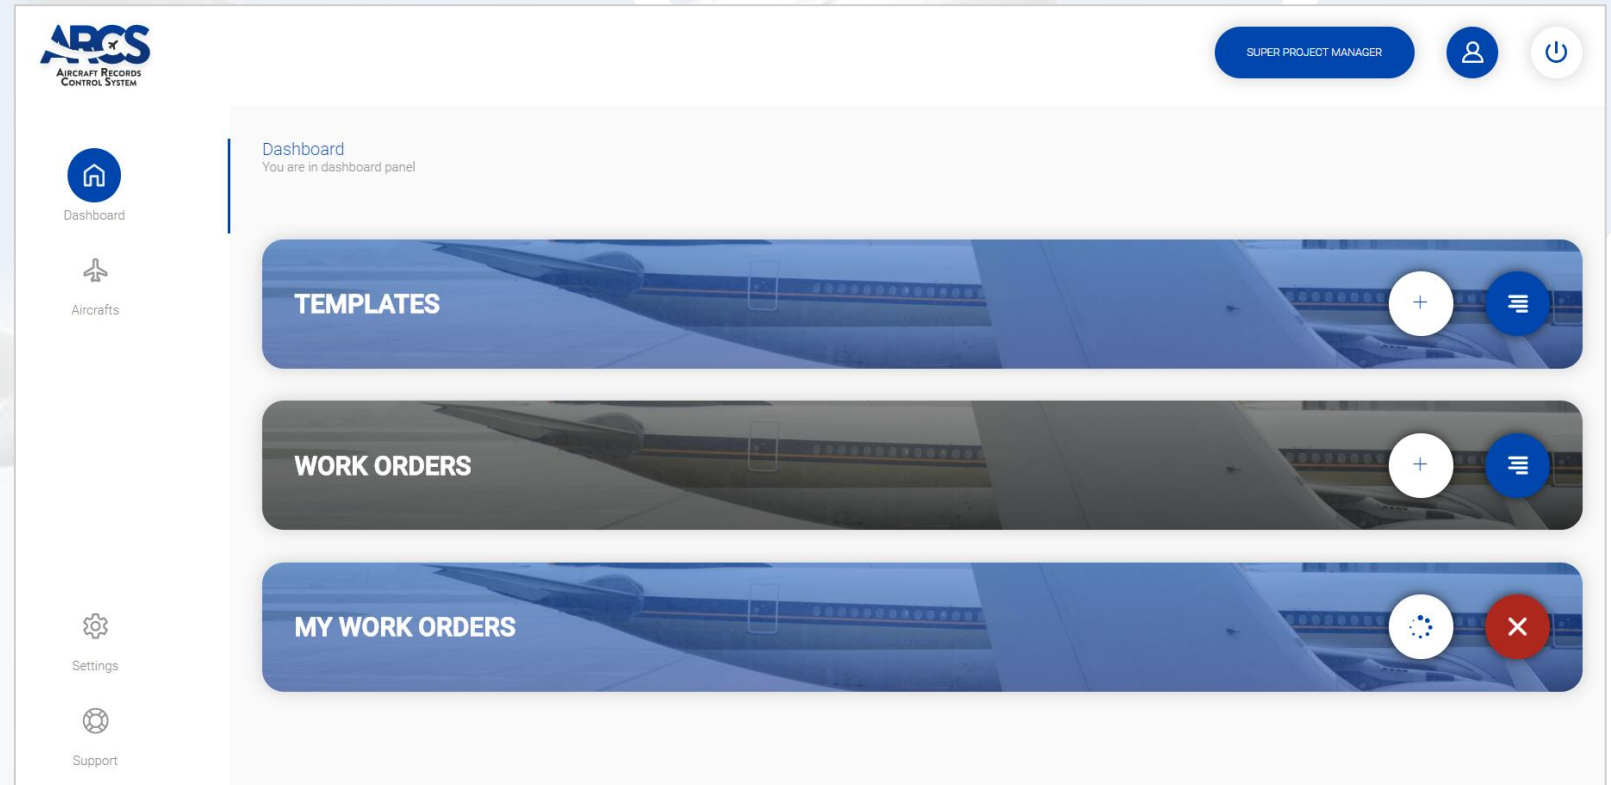 ARCS
AIRCRAFT RECORDS
CONTROL SYSTEM
SUPER PROJECT MANAGER
Dashboard
You are in dashboard panel
Dashboard
Aircrafts
TEMPLATES
WORK ORDERS
MY WORK ORDERS
Settings
Support